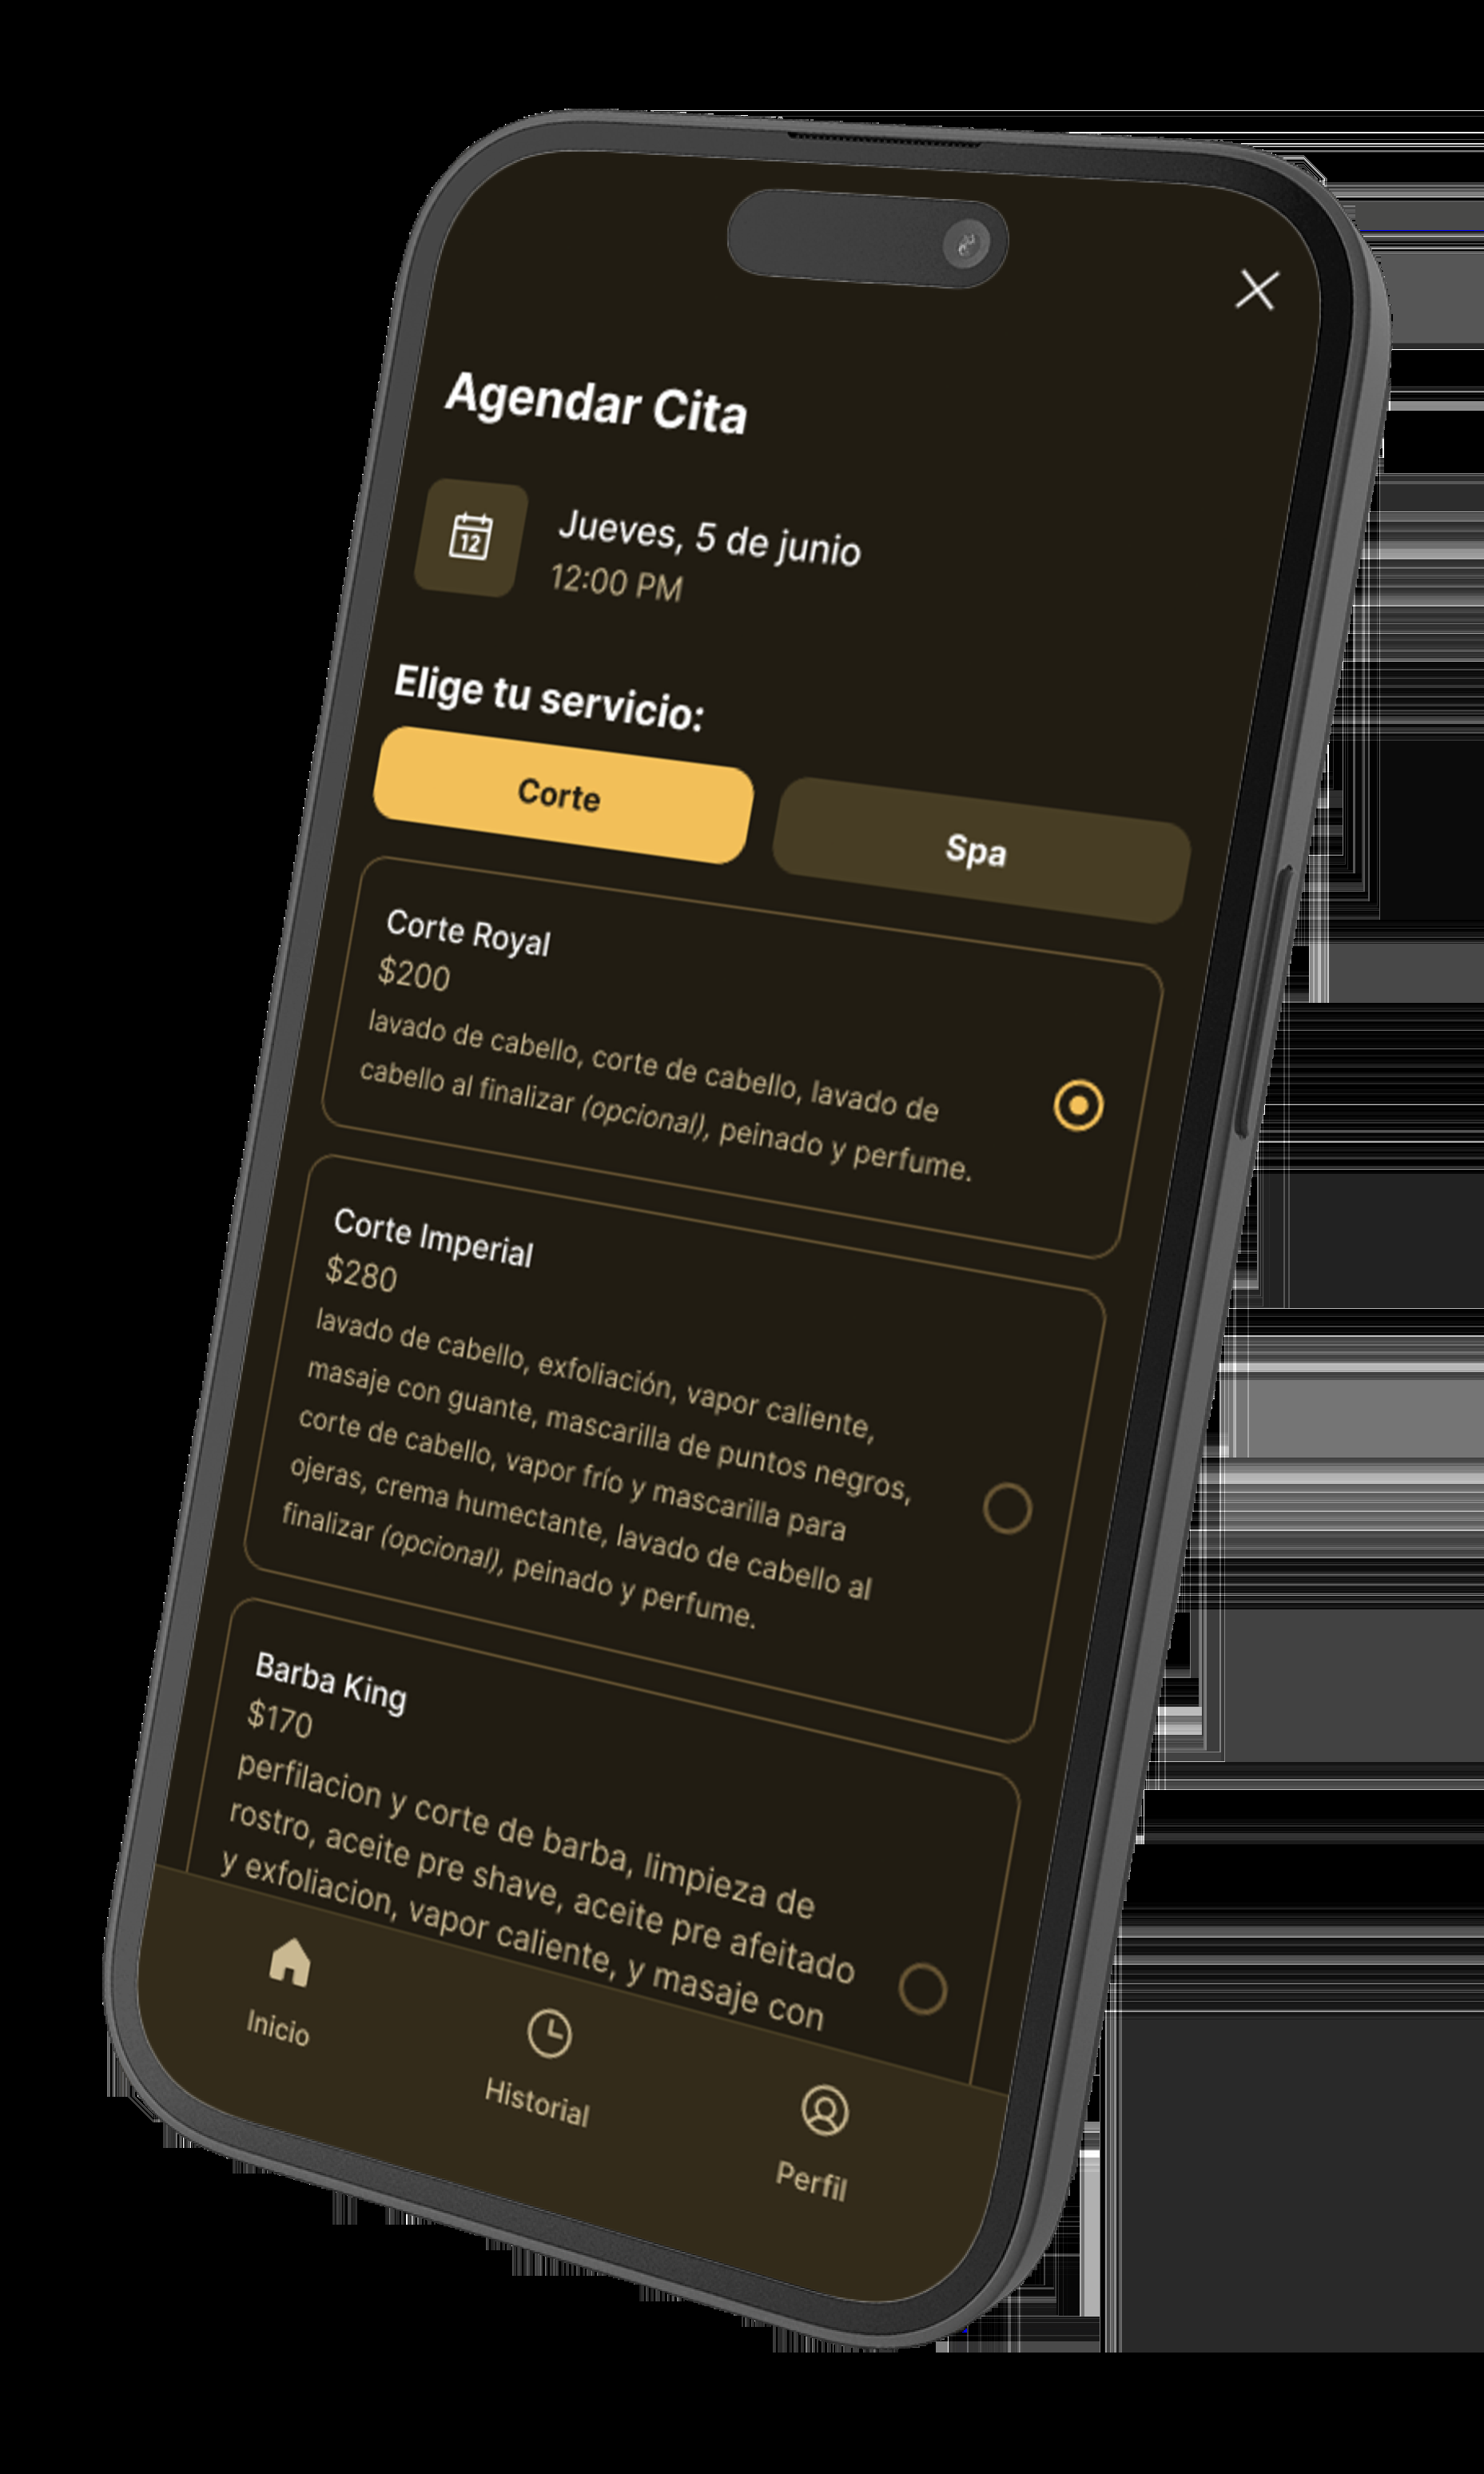 Agendar Cita
12
Jueves, 5 de junio
12:00 PM
Elige tu servicio:
Corte
Spa
Corte Royal
$200
lavado de cabello, corte de cabello, lavado de
cabello al finalizar (opcional), peinado y perfume.
Corte Imperial
$280
lavado de cabello, exfoliación, vapor caliente,
masaje con guante, mascarilla de puntos negros,
corte de cabello, vapor frío y mascarilla para
ojeras, crema humectante, lavado de cabello al
finalizar (opcional), peinado y perfume.
Barba King
$170
perfilacion y corte de barba, limpieza de
rostro, aceite pre shave, aceite pre afeitado
y exfoliacion, vapor caliente, y masaje con
Inicio
Historial
Perfil